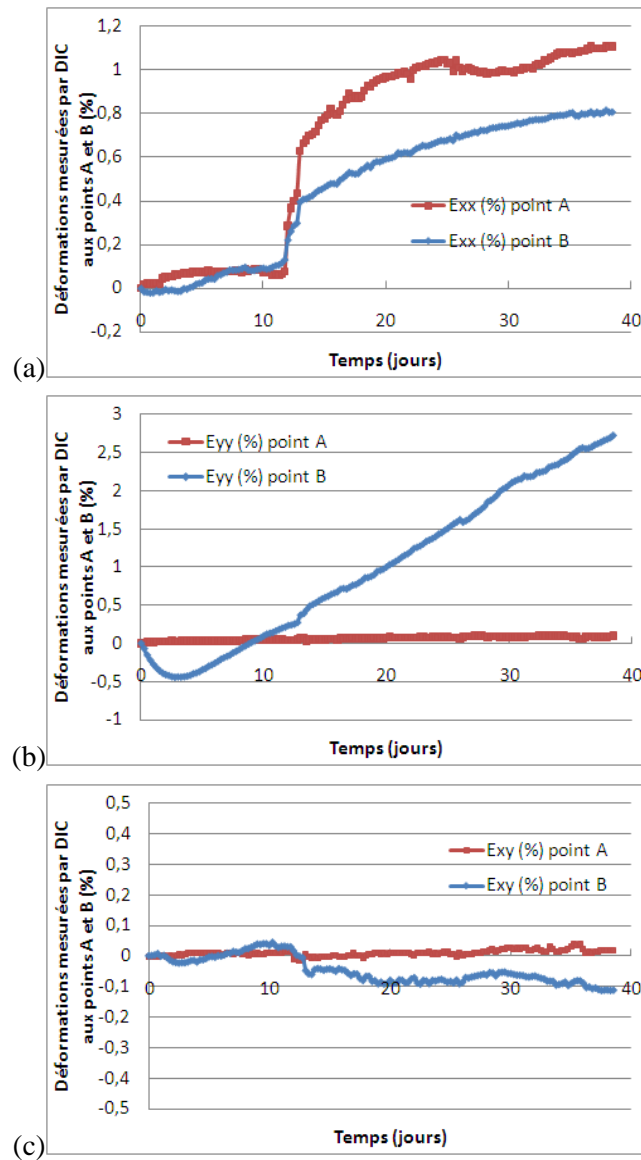 Déformations mesurées par DIC
aux points A et B (%)
1,2
1
0,8
0,6
0,4
0,2
0
-0,2
0
10
20
30
40
Exx (%) point A
Exx (%) point B
Temps (jours)
(a)
Déformations mesurées par DIC
aux points A et B (%)
3
2,5
2
1,5
1
0,5
0
-0,5
-1
0
10
20
30
40
Eyy (%) point A
Eyy (%) point B
Temps (jours)
(b)
Déformations mesurées par DIC
aux points A et B (%)
0,5
0,4
0,3
0,2
0,1
0
-0,1
-0,2
-0,3
-0,4
-0,5
0
10
20
30
40
Exy (%) point A
Exy (%) point B
Temps (jours)
(c)